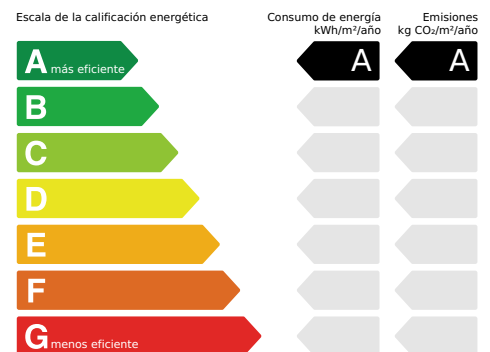 Escala de la calificación energética
Consumo de energía
kWh/m²/año
Emisiones
kg CO₂/m²/año
A más eficiente
A
A
B
C
D
E
F
G menos eficiente